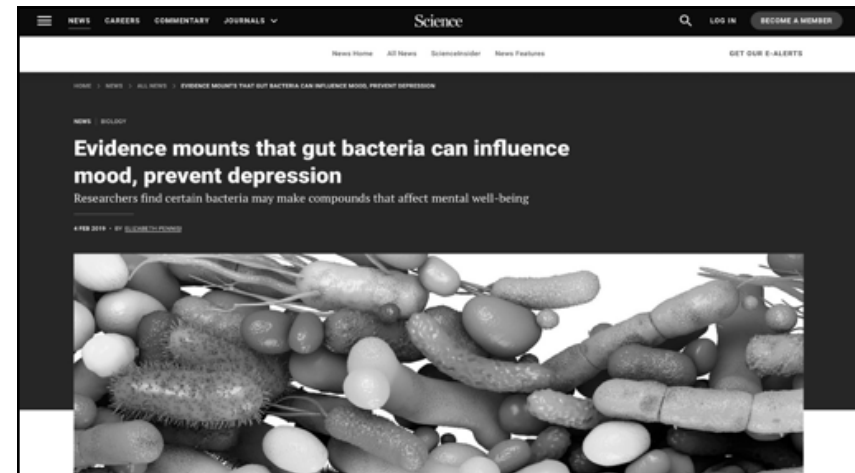 NEWS CAREERS COMMENTARY JOURNALS Science LOG IN BECOME A MEMBER
News Home All News ScienceInsider News Features GET OUR E-ALERTS
HOME > NEWS > ALL NEWS > EVIDENCE MOUNTS THAT GUT BACTERIA CAN INFLUENCE MOOD, PREVENT DEPRESSION
NEWS | BIOLOGY
Evidence mounts that gut bacteria can influence
mood, prevent depression
Researchers find certain bacteria may make compounds that affect mental well-being
4 FEB 2019 • BY ELIZABETH PENNISI